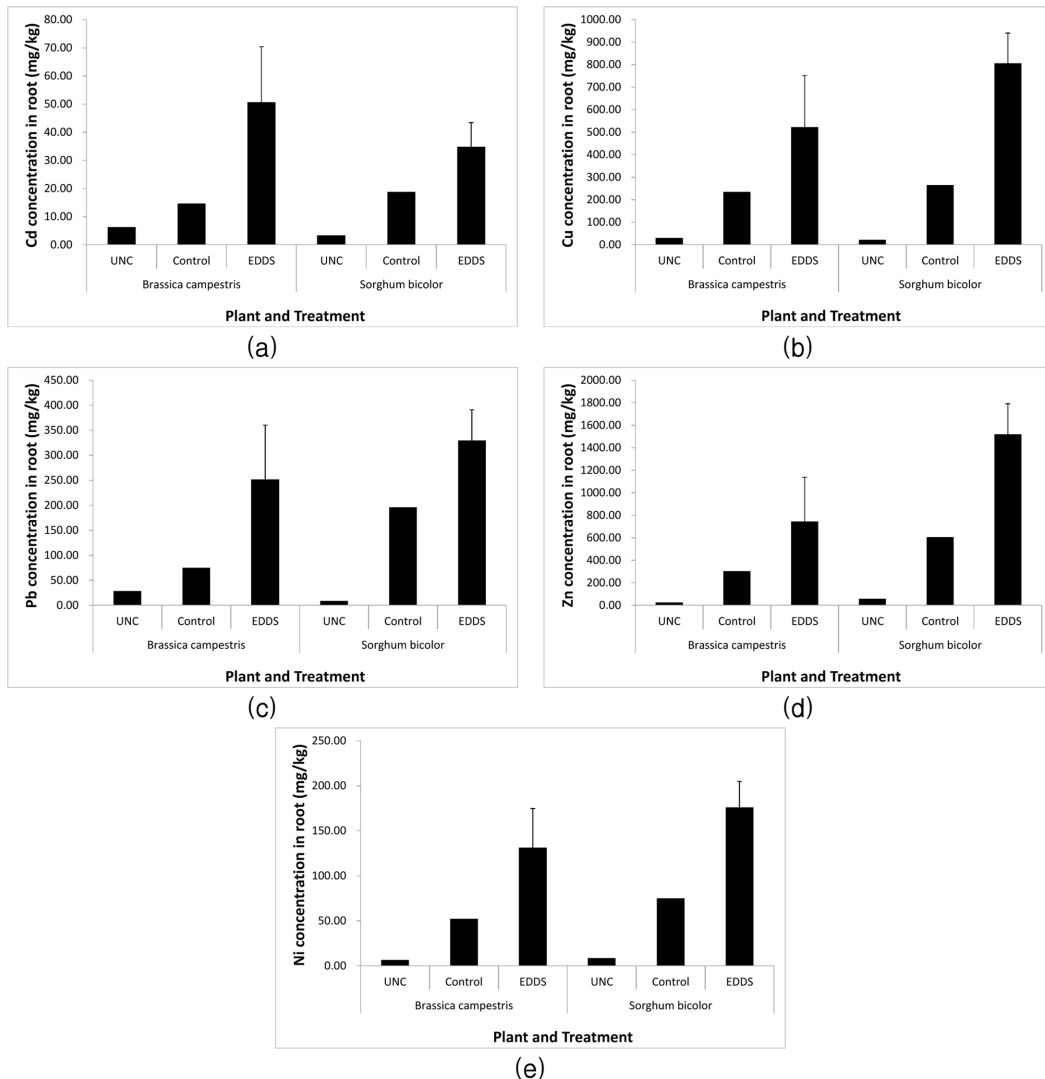 Cd concentration in root (mg/kg)
80.00
70.00
60.00
50.00
40.00
30.00
20.00
10.00
0.00
UNC Control EDDS UNC Control EDDS
Brassica campestris Sorghum bicolor
Plant and Treatment
(a)
Cu concentration in root (mg/kg)
1000.00
900.00
800.00
700.00
600.00
500.00
400.00
300.00
200.00
100.00
0.00
UNC Control EDDS UNC Control EDDS
Brassica campestris Sorghum bicolor
Plant and Treatment
(b)
Pb concentration in root (mg/kg)
450.00
400.00
350.00
300.00
250.00
200.00
150.00
100.00
50.00
0.00
UNC Control EDDS UNC Control EDDS
Brassica campestris Sorghum bicolor
Plant and Treatment
(c)
Zn concentration in root (mg/kg)
2000.00
1800.00
1600.00
1400.00
1200.00
1000.00
800.00
600.00
400.00
200.00
0.00
UNC Control EDDS UNC Control EDDS
Brassica campestris Sorghum bicolor
Plant and Treatment
(d)
Ni concentration in root (mg/kg)
250.00
200.00
150.00
100.00
50.00
0.00
UNC Control EDDS UNC Control EDDS
Brassica campestris Sorghum bicolor
Plant and Treatment
(e)